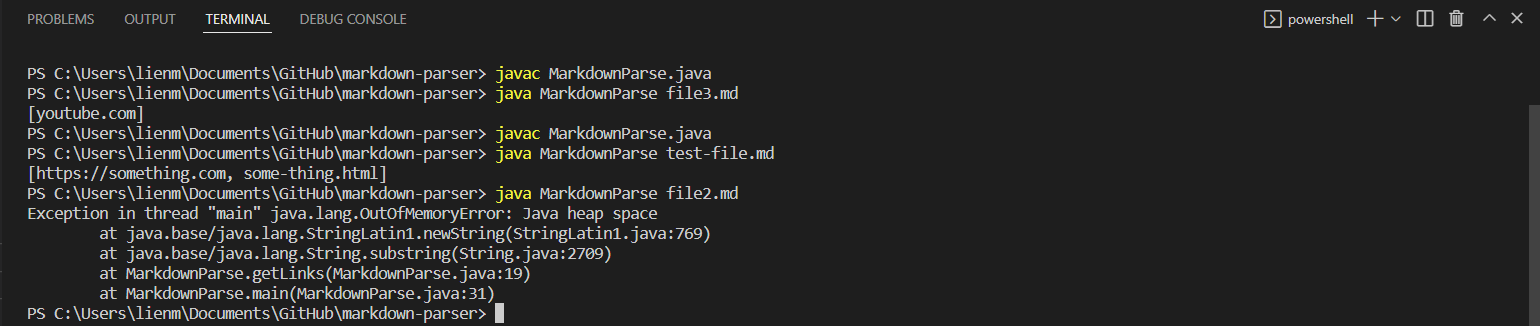 PROBLEMS OUTPUT TERMINAL DEBUG CONSOLE powershell
PS C:\Users\lienm\Documents\GitHub\markdown-parser> javac MarkdownParse.java
PS C:\Users\lienm\Documents\GitHub\markdown-parser> java MarkdownParse file3.md
[youtube.com]
PS C:\Users\lienm\Documents\GitHub\markdown-parser> javac MarkdownParse.java
PS C:\Users\lienm\Documents\GitHub\markdown-parser> java MarkdownParse test-file.md
[https://something.com, some-thing.html]
PS C:\Users\lienm\Documents\GitHub\markdown-parser> java MarkdownParse file2.md
Exception in thread "main" java.lang.OutOfMemoryError: Java heap space
        at java.base/java.lang.StringLatin1.newString(StringLatin1.java:769)
        at java.base/java.lang.String.substring(String.java:2709)
        at MarkdownParse.getLinks(MarkdownParse.java:19)
        at MarkdownParse.main(MarkdownParse.java:31)
PS C:\Users\lienm\Documents\GitHub\markdown-parser>